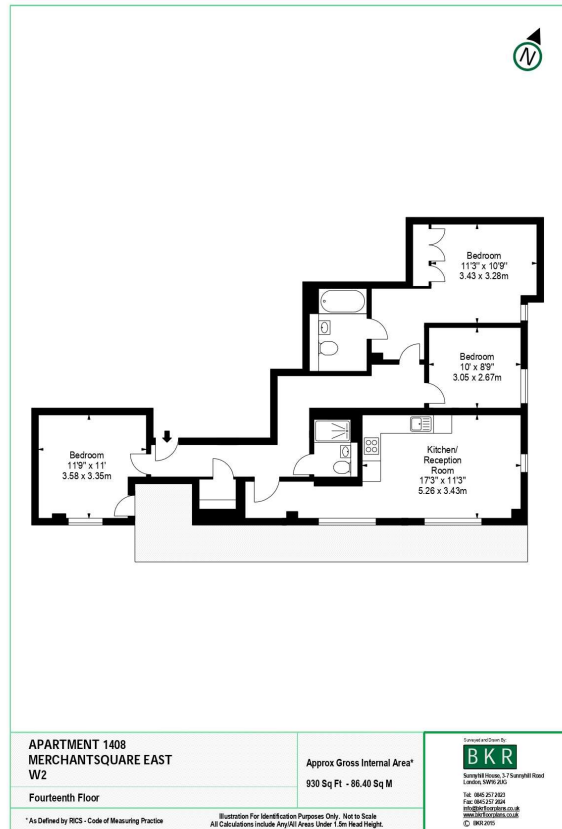 N
Bedroom
11'3" x 10'9"
3.43 x 3.28m
Bedroom
10' x 8'9"
3.05 x 2.67m
Bedroom
11'9" x 11'
3.58 x 3.35m
Kitchen/
Reception
Room
17'3" x 11'3"
5.26 x 3.43m
APARTMENT 1408
MERCHANTSQUARE EAST
W2
Fourteenth Floor
* As Defined by RICS - Code of Measuring Practice
Approx Gross Internal Area*
930 Sq Ft - 86.40 Sq M
Illustration For Identification Purposes Only. Not to Scale
All Calculations include Any/All Areas Under 1.5m Head Height.
Surveyed and Drawn By:
BKR
Sunnyhill House, 3-7 Sunnyhill Road
London, SW16 2UG
Tel: 0845 257 2023
Fax: 0845 257 2024
info@bkrfloorplans.co.uk
www.bkrfloorplans.co.uk
© BKR 2015